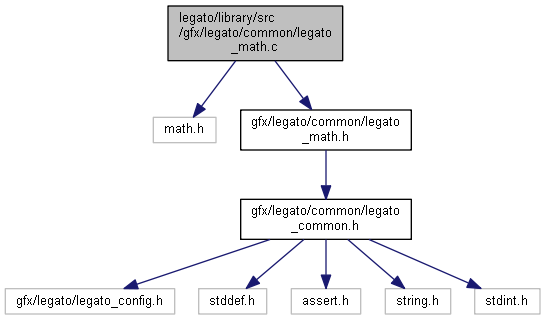 legato/library/src
/gfx/legato/common/legato
_math.c
math.h
gfx/legato/common/legato
_math.h
gfx/legato/common/legato
_common.h
gfx/legato/legato_config.h
stddef.h
assert.h
string.h
stdint.h